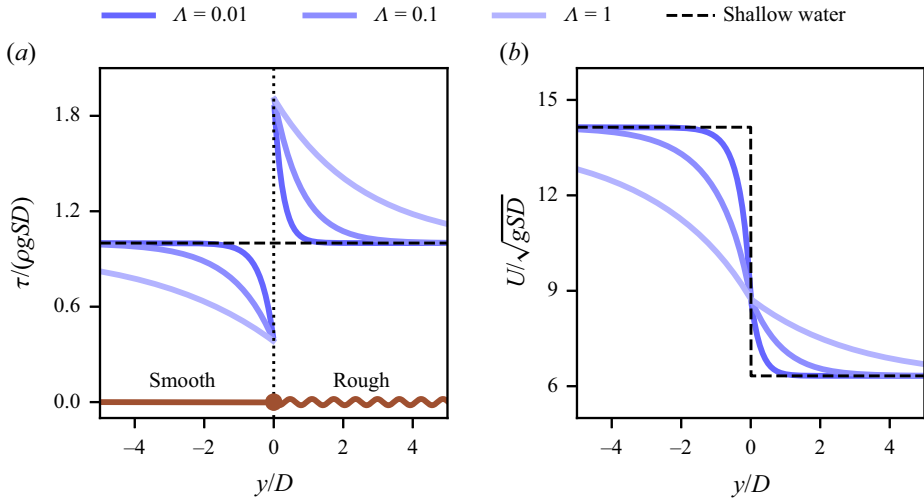 Λ = 0.01 Λ = 0.1 Λ = 1 Shallow water
(a) (b)
1.8
1.2
0.6
0.0
τ/(ρgSD)
Smooth Rough
−4 −2 0 2 4
y/D
15
12
9
6
U/√gSD
−4 −2 0 2 4
y/D